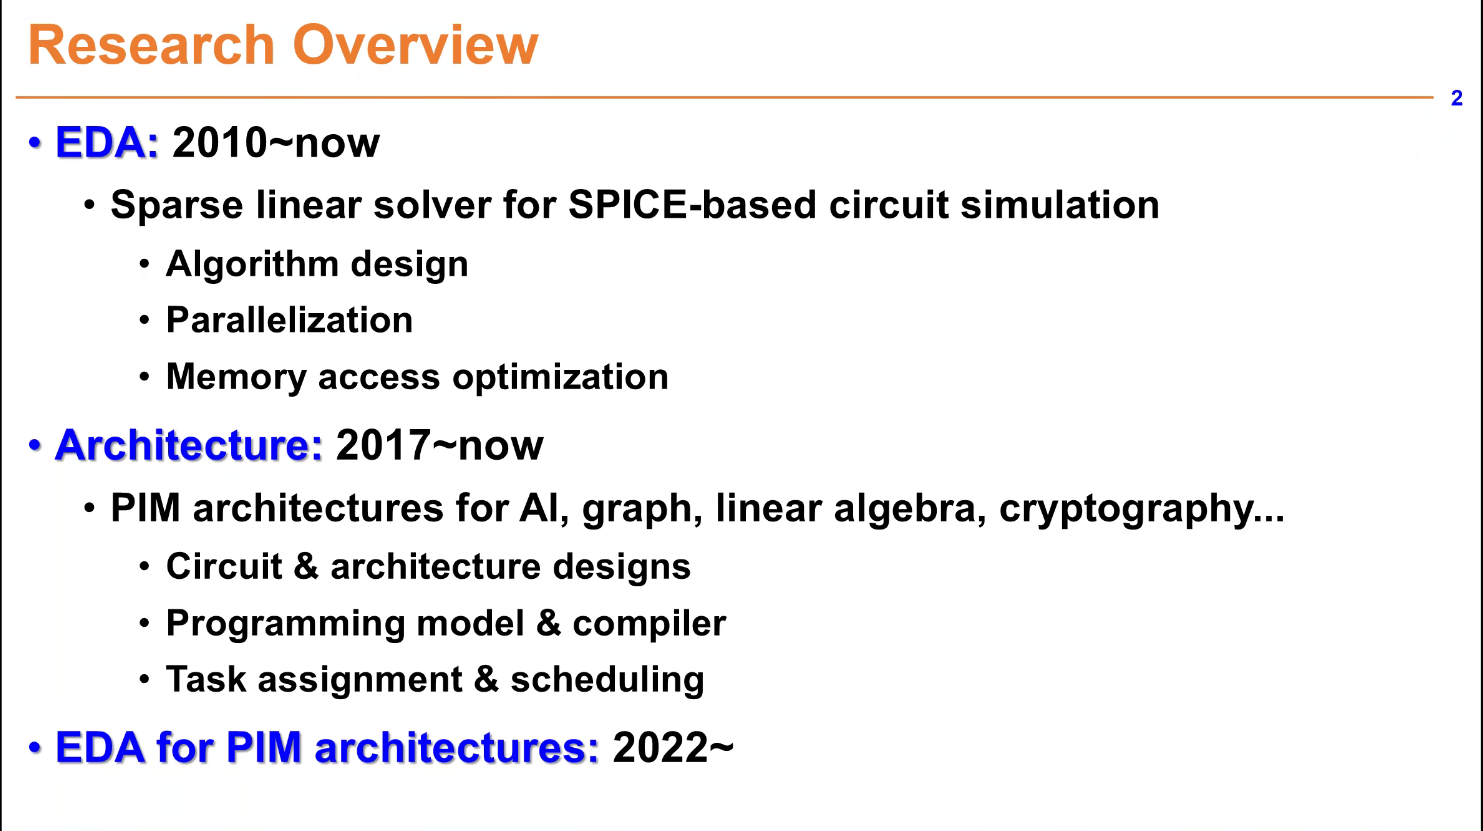 Research Overview
2
• EDA: 2010~now
• Sparse linear solver for SPICE-based circuit simulation
• Algorithm design
• Parallelization
• Memory access optimization
• Architecture: 2017~now
• PIM architectures for AI, graph, linear algebra, cryptography...
• Circuit & architecture designs
• Programming model & compiler
• Task assignment & scheduling
• EDA for PIM architectures: 2022~